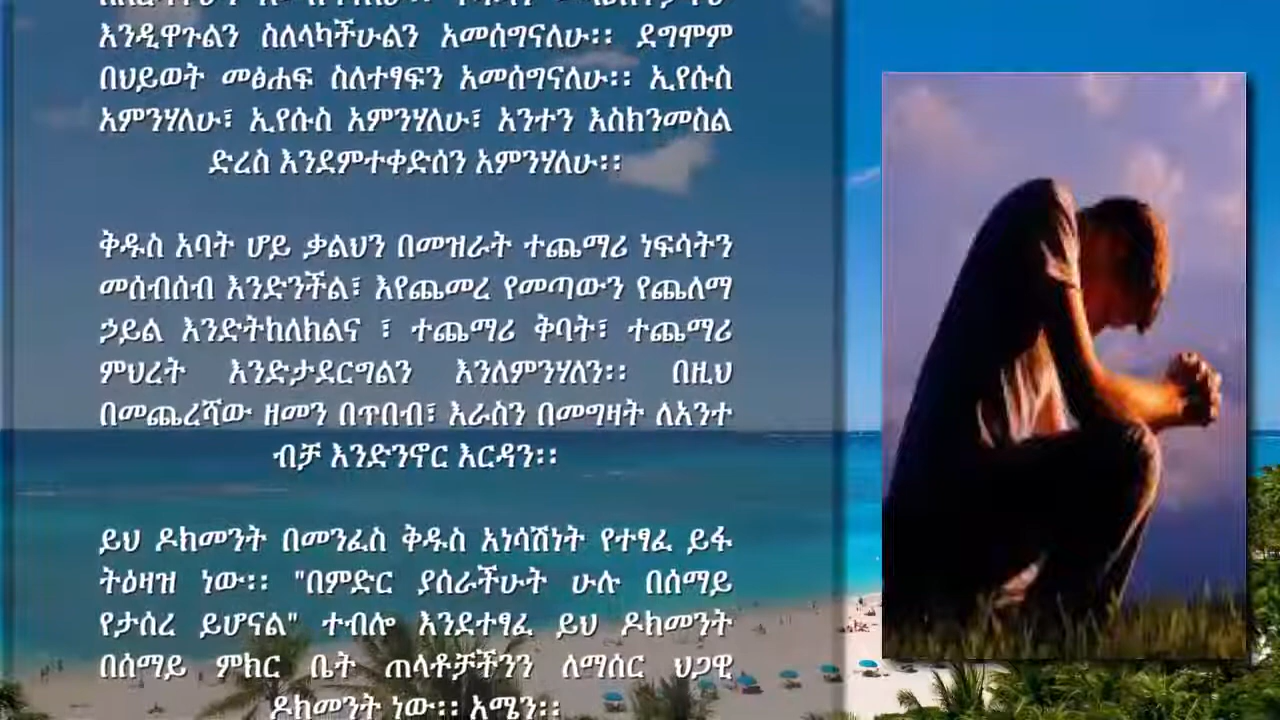 እንዲዋጉልን ስለላካችሁልን አመሰግናለሁ፡፡ ደግሞም
በህይወት መፅሐፍ ስለተፃፍን አመሰግናለሁ፡፡ ኢየሱስ
አምንሃለሁ፣ ኢየሱስ አምንሃለሁ፣ አንተን እስክንመስል
ድረስ እንደምተቀድሰን አምንሃለሁ፡፡
ቅዱስ አባት ሆይ ቃልህን በመዝራት ተጨማሪ ነፍሳትን
መሰብሰብ እንድንችል፣ እየጨመረ የመጣውን የጨለማ
ኃይል እንድትከለክልና ፣ ተጨማሪ ቅባት፣ ተጨማሪ
ምህረት እንድታደርግልን እንለምንሃለን፡፡ በዚህ
በመጨረሻው ዘመን በጥበብ፣ እራስን በመግዛት ለአንተ
ብቻ እንድንኖር እርዳን፡፡
ይህ ዶክመንት በመንፈስ ቅዱስ አነሳሽነት የተፃፈ ይፋ
ትዕዛዝ ነው፡፡ "በምድር ያሰራችሁት ሁሉ በሰማይ
የታሰረ ይሆናል" ተብሎ እንደተፃፈ ይህ ዶክመንት
በሰማይ ምክር ቤት ጠላቶቻችንን ለማሰር ህጋዊ
ዶክመንት ነው፡፡ አሜን፡፡